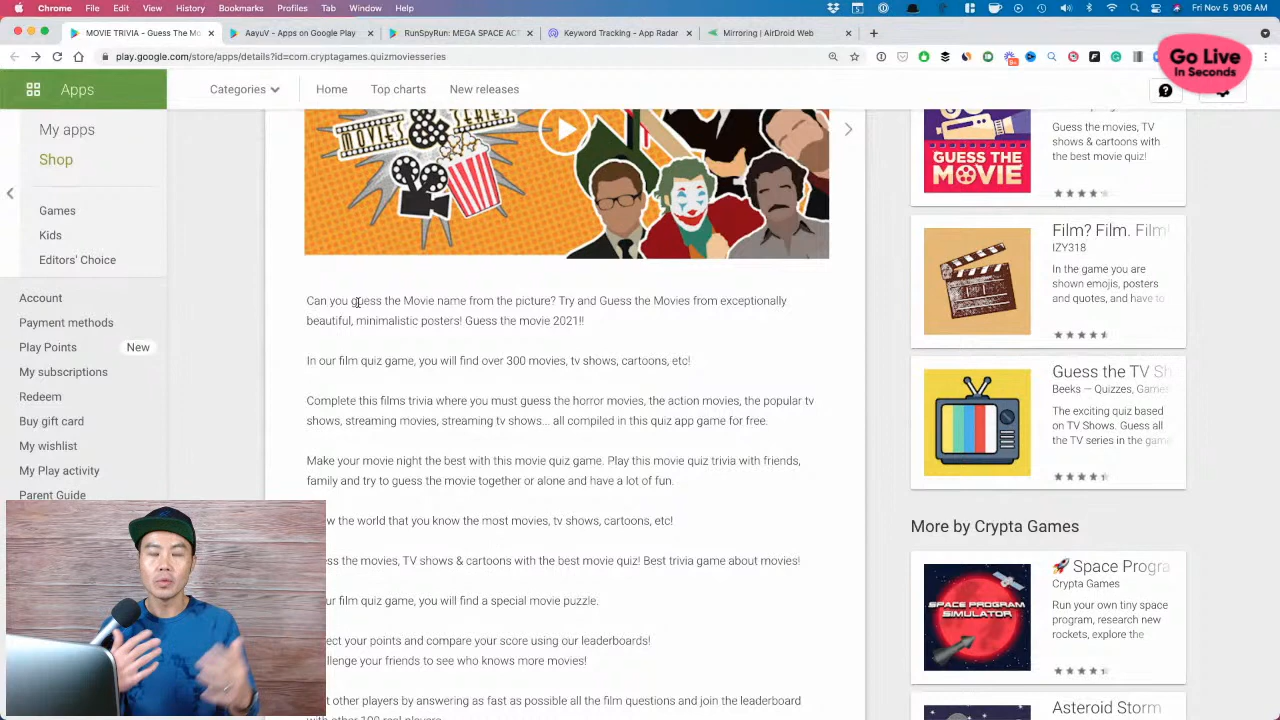 Chrome File Edit View History Bookmarks Profiles Tab Window Help
Fri Nov 5 9:06 AM
MOVIE TRIVIA - Guess The Mo
AayuV - Apps on Google Play
RunSpyRun: MEGA SPACE ACT
Keyword Tracking - App Radar
Mirroring | AirDroid Web
play.google.com/store/apps/details?id=com.cryptagames.quizmoviesseries
Go Live
In Seconds
Apps
Categories
Home
Top charts
New releases
My apps
Shop
Games
Kids
Editors' Choice
Account
Payment methods
Play Points New
My subscriptions
Redeem
Buy gift card
My wishlist
My Play activity
Parent Guide
MOVIES
SERIES
Can you guess the Movie name from the picture? Try and Guess the Movies from exceptionally
beautiful, minimalistic posters! Guess the movie 2021!!
In our film quiz game, you will find over 300 movies, tv shows, cartoons, etc!
Complete this films trivia where you must guess the horror movies, the action movies, the popular tv
shows, streaming movies, streaming tv shows... all compiled in this quiz app game for free.
Make your movie night the best with this movie quiz game. Play this movie quiz trivia with friends,
family and try to guess the movie together or alone and have a lot of fun.
the world that you know the most movies, tv shows, cartoons, etc!
the movies, TV shows & cartoons with the best movie quiz! Best trivia game about movies!
film quiz game, you will find a special movie puzzle.
your points and compare your score using our leaderboards!
your friends to see who knows more movies!
other players by answering as fast as possible all the film questions and join the leaderboard
with other 100 real players
GUESS THE
MOVIE
Guess the movies, TV
shows & cartoons with
the best movie quiz!
Film? Film. Film!
IZY318
In the game you are
shown emojis, posters
and quotes, and have to
Guess the TV Sh
Beeks — Quizzes, Games
The exciting quiz based
on TV Shows. Guess all
the TV series in the game
More by Crypta Games
SPACE PROGRAM
SIMULATOR
🚀 Space Progra
Crypta Games
Run your own tiny space
program, research new
rockets, explore the
Asteroid Storm